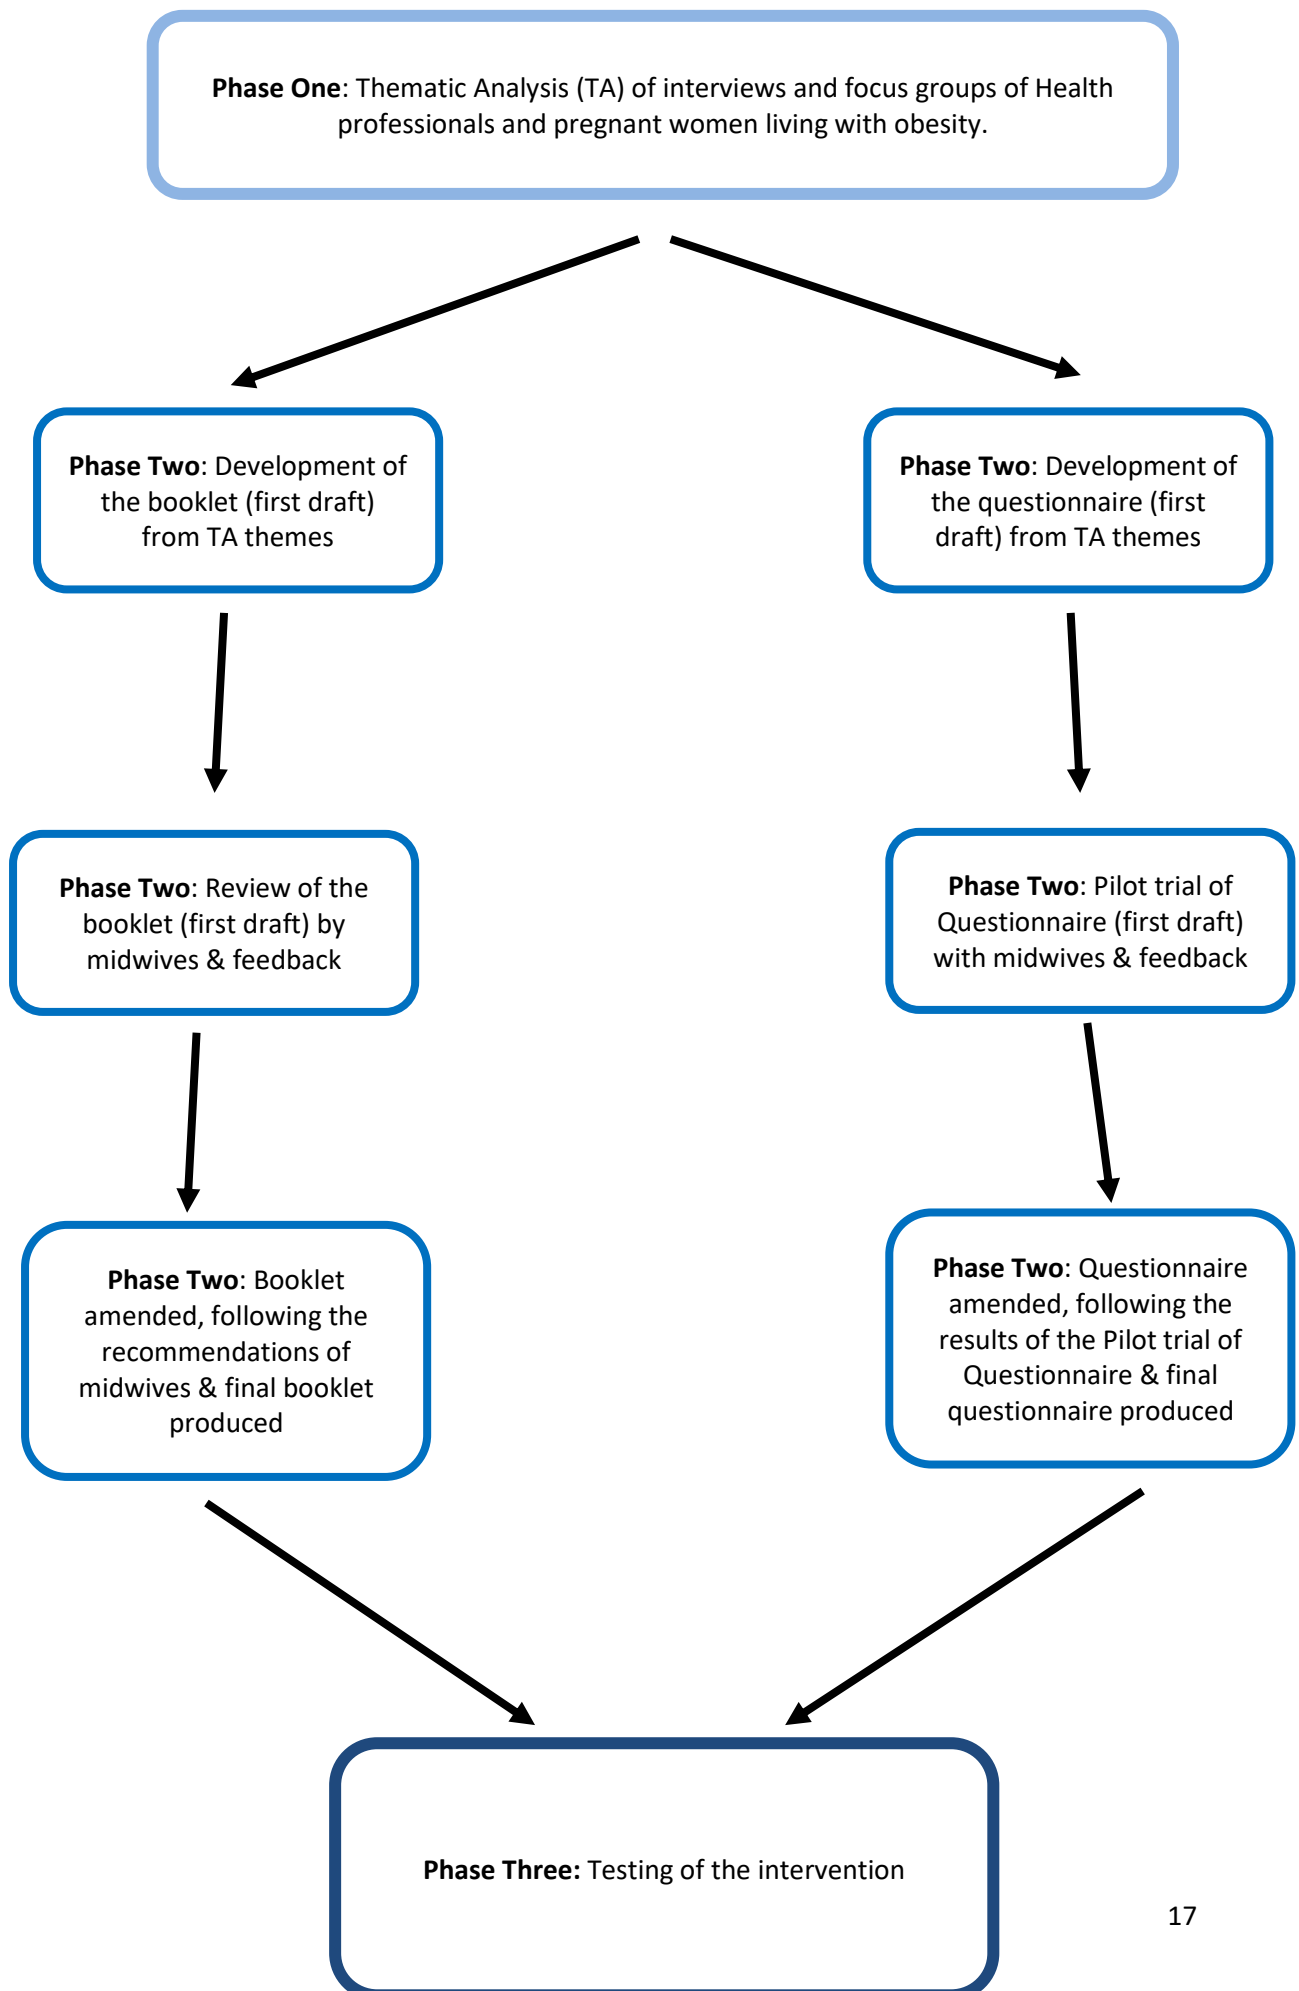 Phase One: Thematic Analysis (TA) of interviews and focus groups of Health
professionals and pregnant women living with obesity.
Phase Two: Development of
the booklet (first draft)
from TA themes
Phase Two: Development of
the questionnaire (first
draft) from TA themes
Phase Two: Review of the
booklet (first draft) by
midwives & feedback
Phase Two: Pilot trial of
Questionnaire (first draft)
with midwives & feedback
Phase Two: Booklet
amended, following the
recommendations of
midwives & final booklet
produced
Phase Two: Questionnaire
amended, following the
results of the Pilot trial of
Questionnaire & final
questionnaire produced
Phase Three: Testing of the intervention
17